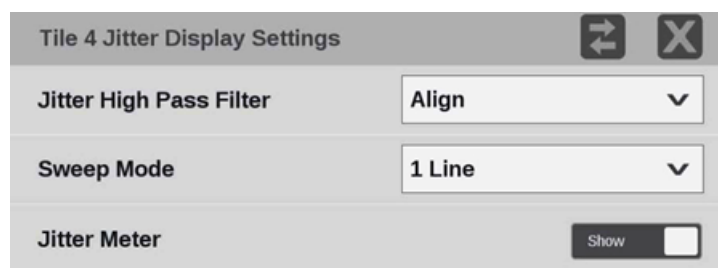 Tile 4 Jitter Display Settings
Jitter High Pass Filter Align
Sweep Mode 1 Line
Jitter Meter Show